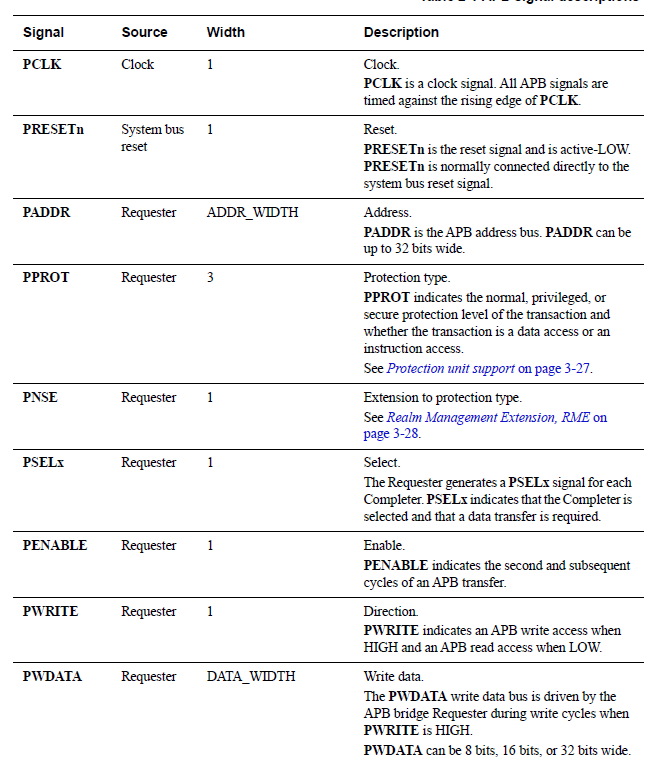 Signal Source Width Description
PCLK Clock 1 Clock.
PCLK is a clock signal. All APB signals are
timed against the rising edge of PCLK.
PRESETn System bus 1 Reset.
reset PRESETn is the reset signal and is active-LOW.
PRESETn is normally connected directly to the
system bus reset signal.
PADDR Requester ADDR_WIDTH Address.
PADDR is the APB address bus. PADDR can be
up to 32 bits wide.
PPROT Requester 3 Protection type.
PPROT indicates the normal, privileged, or
secure protection level of the transaction and
whether the transaction is a data access or an
instruction access.
See Protection unit support on page 3-27.
PNSE Requester 1 Extension to protection type.
See Realm Management Extension, RME on
page 3-28.
PSELx Requester 1 Select.
The Requester generates a PSELx signal for each
Completer. PSELx indicates that the Completer is
selected and that a data transfer is required.
PENABLE Requester 1 Enable.
PENABLE indicates the second and subsequent
cycles of an APB transfer.
PWRITE Requester 1 Direction.
PWRITE indicates an APB write access when
HIGH and an APB read access when LOW.
PWDATA Requester DATA_WIDTH Write data.
The PWDATA write data bus is driven by the
APB bridge Requester during write cycles when
PWRITE is HIGH.
PWDATA can be 8 bits, 16 bits, or 32 bits wide.